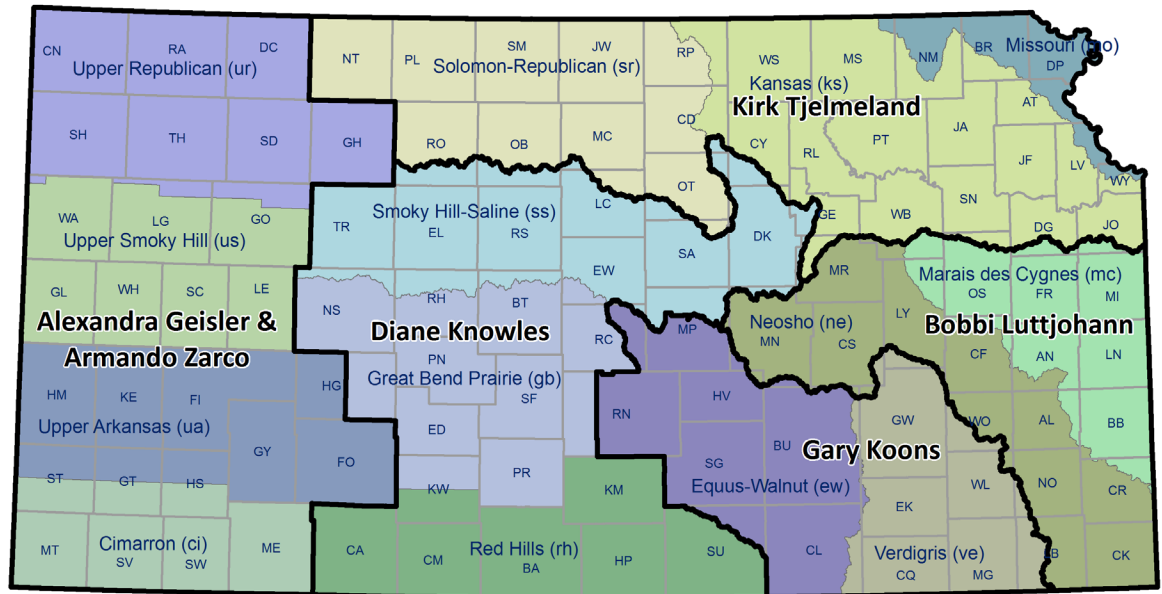 CN
RA
DC
NT
PL
SM
JW
RP
WS
MS
NM
BR
Missouri (mo)
DP
Upper Republican (ur)
Solomon-Republican (sr)
Kansas (ks)
Kirk Tjelmeland
AT
SH
TH
SD
GH
RO
OB
MC
CD
CY
RL
PT
JA
JF
LV
WY
OT
WA
LG
GO
Upper Smoky Hill (us)
TR
Smoky Hill-Saline (ss)
EL
RS
LC
SA
DK
GE
WB
SN
DG
JO
GL
WH
SC
LE
EW
MR
Marais des Cygnes (mc)
OS
FR
MI
Alexandra Geisler &
Armando Zarco
NS
RH
BT
Diane Knowles
RC
MP
Neosho (ne)
MN
CS
LY
Bobbi Luttjohann
CF
AN
LN
PN
Great Bend Prairie (gb)
HG
HM
KE
FI
Upper Arkansas (ua)
SF
RN
HV
BU
GW
WO
AL
BB
ED
GY
FO
Gary Koons
ST
GT
HS
KW
PR
KM
SG
Equus-Walnut (ew)
EK
WL
NO
CR
MT
Cimarron (ci)
SV
SW
ME
CA
CM
Red Hills (rh)
BA
HP
SU
CL
Verdigris (ve)
CQ
MG
CK